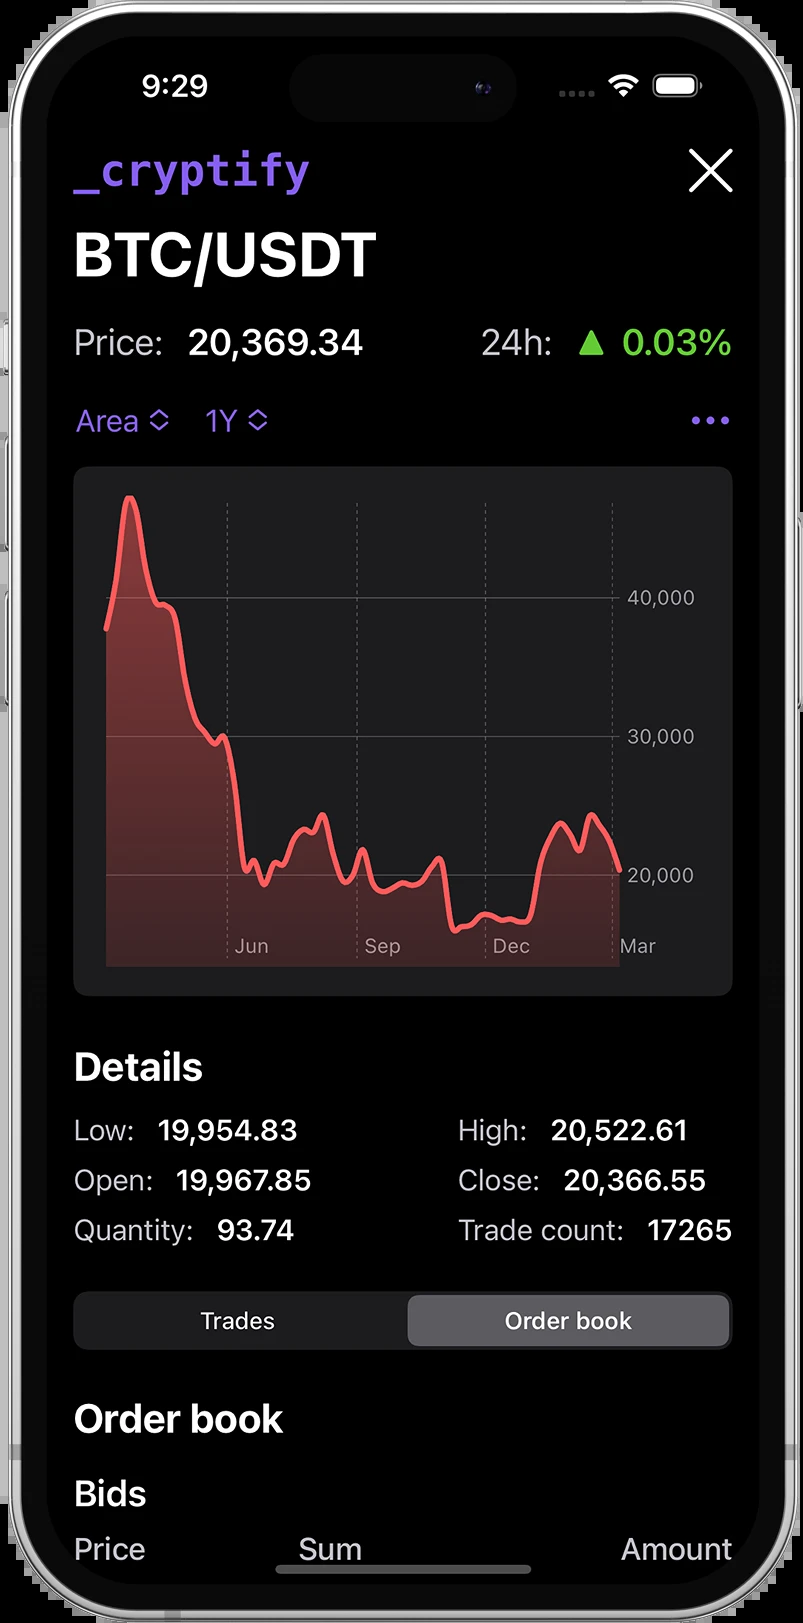 9:29
_cryptify
BTC/USDT
Price: 20,369.34 24h: ▲ 0.03%
Area 1Y
40,000
30,000
20,000
Jun Sep Dec Mar
Details
Low: 19,954.83 High: 20,522.61
Open: 19,967.85 Close: 20,366.55
Quantity: 93.74 Trade count: 17265
Trades Order book
Order book
Bids
Price Sum Amount